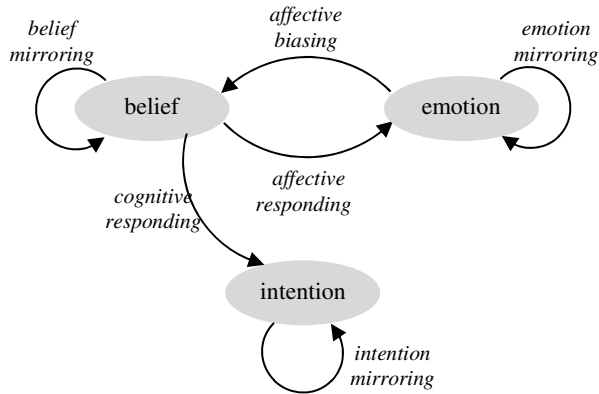 belief
mirroring
affective
biasing
emotion
mirroring
belief
emotion
affective
responding
cognitive
responding
intention
intention
mirroring